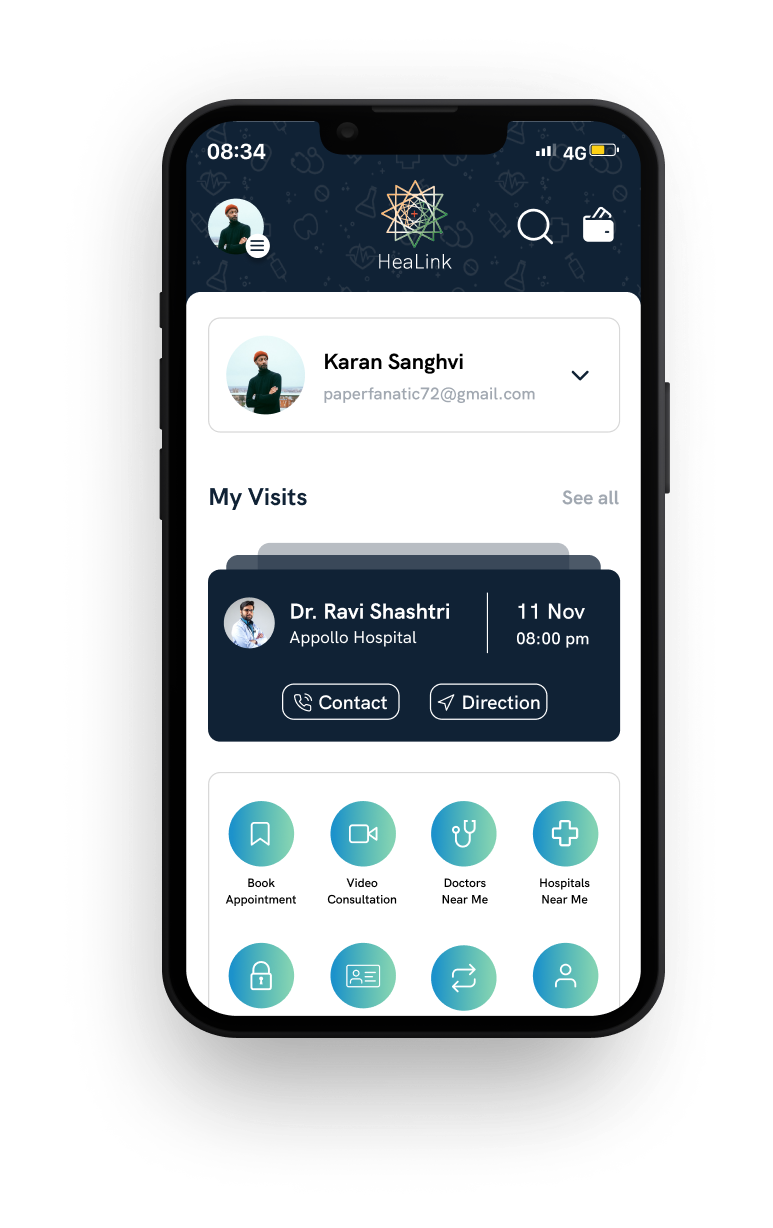 08:34
4G
HeaLink
Karan Sanghvi
paperfanatic72@gmail.com
My Visits
See all
Dr. Ravi Shashtri
Appollo Hospital
11 Nov
08:00 pm
Contact
Direction
Book
Appointment
Video
Consultation
Doctors
Near Me
Hospitals
Near Me